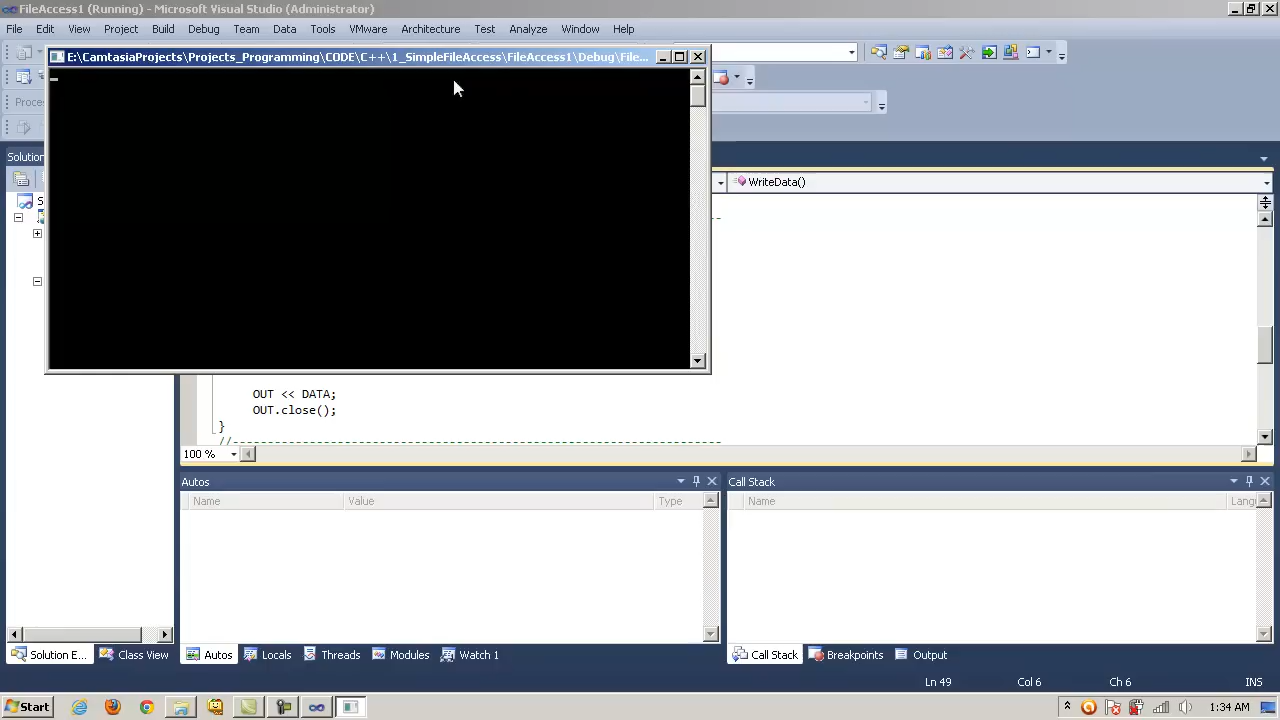 FileAccess1 (Running) - Microsoft Visual Studio (Administrator)
File Edit View Project Build Debug Team Data Tools VMware Architecture Test Analyze Window Help
E:\CamtasiaProjects\Projects_Programming\CODE\C++\1_SimpleFileAccess\FileAccess1\Debug\File...
Proce
Solution
WriteData()
S
OUT << DATA;
OUT.close();
}
//----------------------------------------------------------------------
100 %
Autos
Call Stack
Name Value Type
Name Langu
Solution E... Class View Autos Locals Threads Modules Watch 1 Call Stack Breakpoints Output
Ln 49 Col 6 Ch 6 INS
Start 1:34 AM